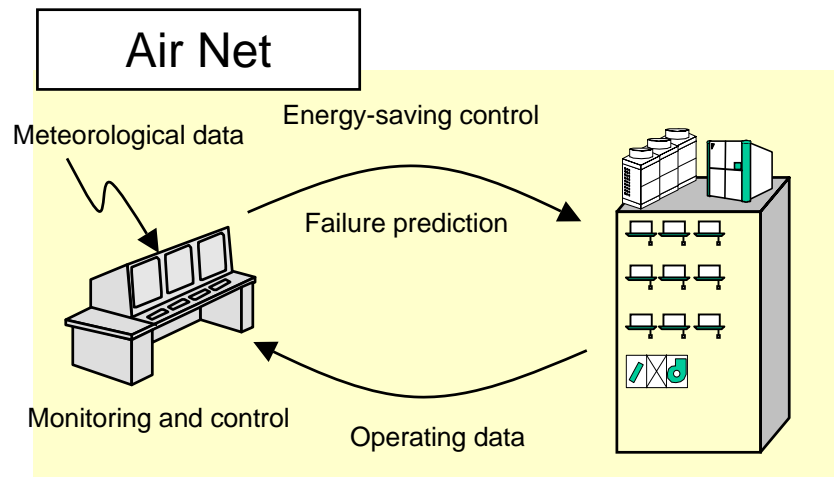 Air Net
Energy-saving control
Meteorological data
Failure prediction
Monitoring and control
Operating data